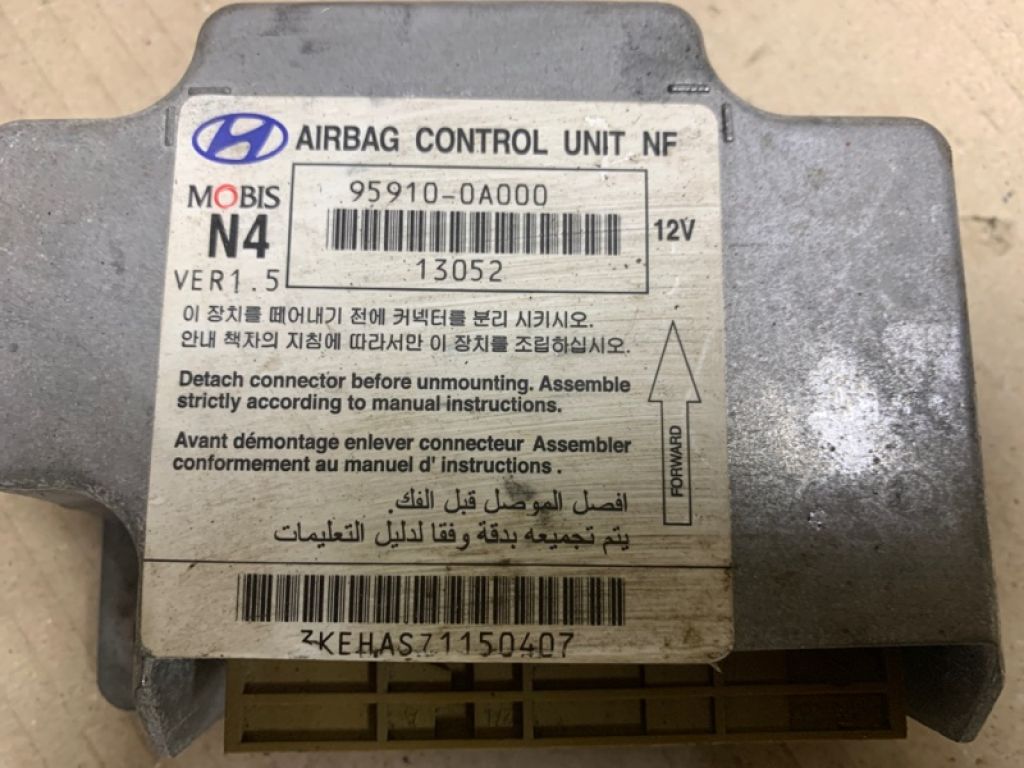 AIRBAG CONTROL UNIT NF
MOBIS
N4
VER1.5
95910-0A000
13052
12V
이 장치를 떼어내기 전에 커넥터를 분리 시키시오.
안내 책자의 지침에 따라서만 이 장치를 조립하십시오.
Detach connector before unmounting. Assemble
strictly according to manual instructions.
Avant démontage enlever connecteur Assembler
conformement au manuel d' instructions .
FORWARD
افصل الموصل قبل الفك.
يتم تجميعه بدقة وفقا لدليل التعليمات